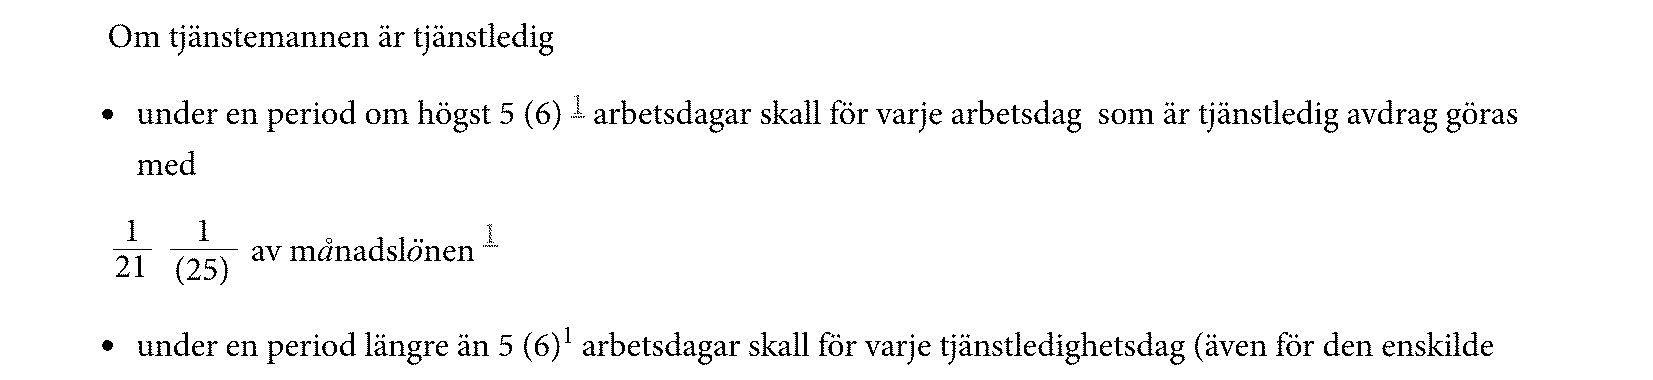 Om tjänstemannen är tjänstledig
• under en period om högst 5 (6) 1 arbetsdagar skall för varje arbetsdag som är tjänstledig avdrag göras
med
1/21 1/(25) av månadslönen 1
• under en period längre än 5 (6)¹ arbetsdagar skall för varje tjänstledighetsdag (även för den enskilde